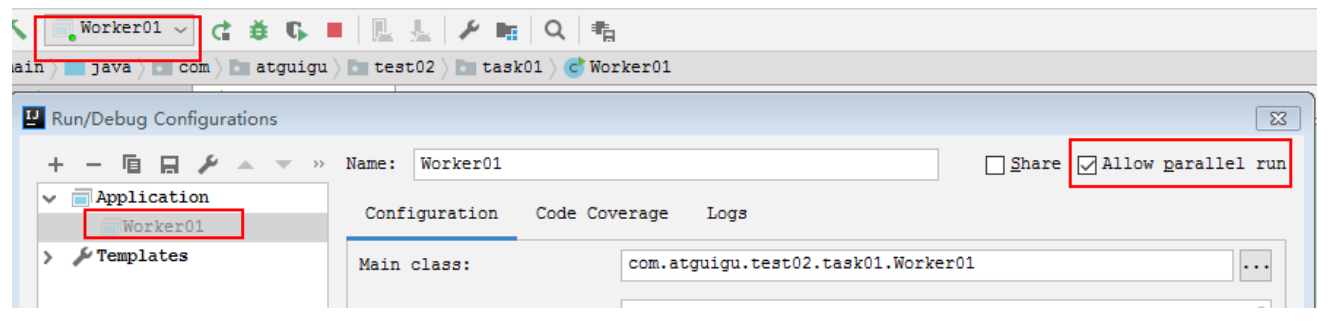 Worker01
java com atguigu test02 task01 Worker01
Run/Debug Configurations
Name: Worker01 Share Allow parallel run
Application
Worker01
Templates
Configuration Code Coverage Logs
Main class: com.atguigu.test02.task01.Worker01 ...